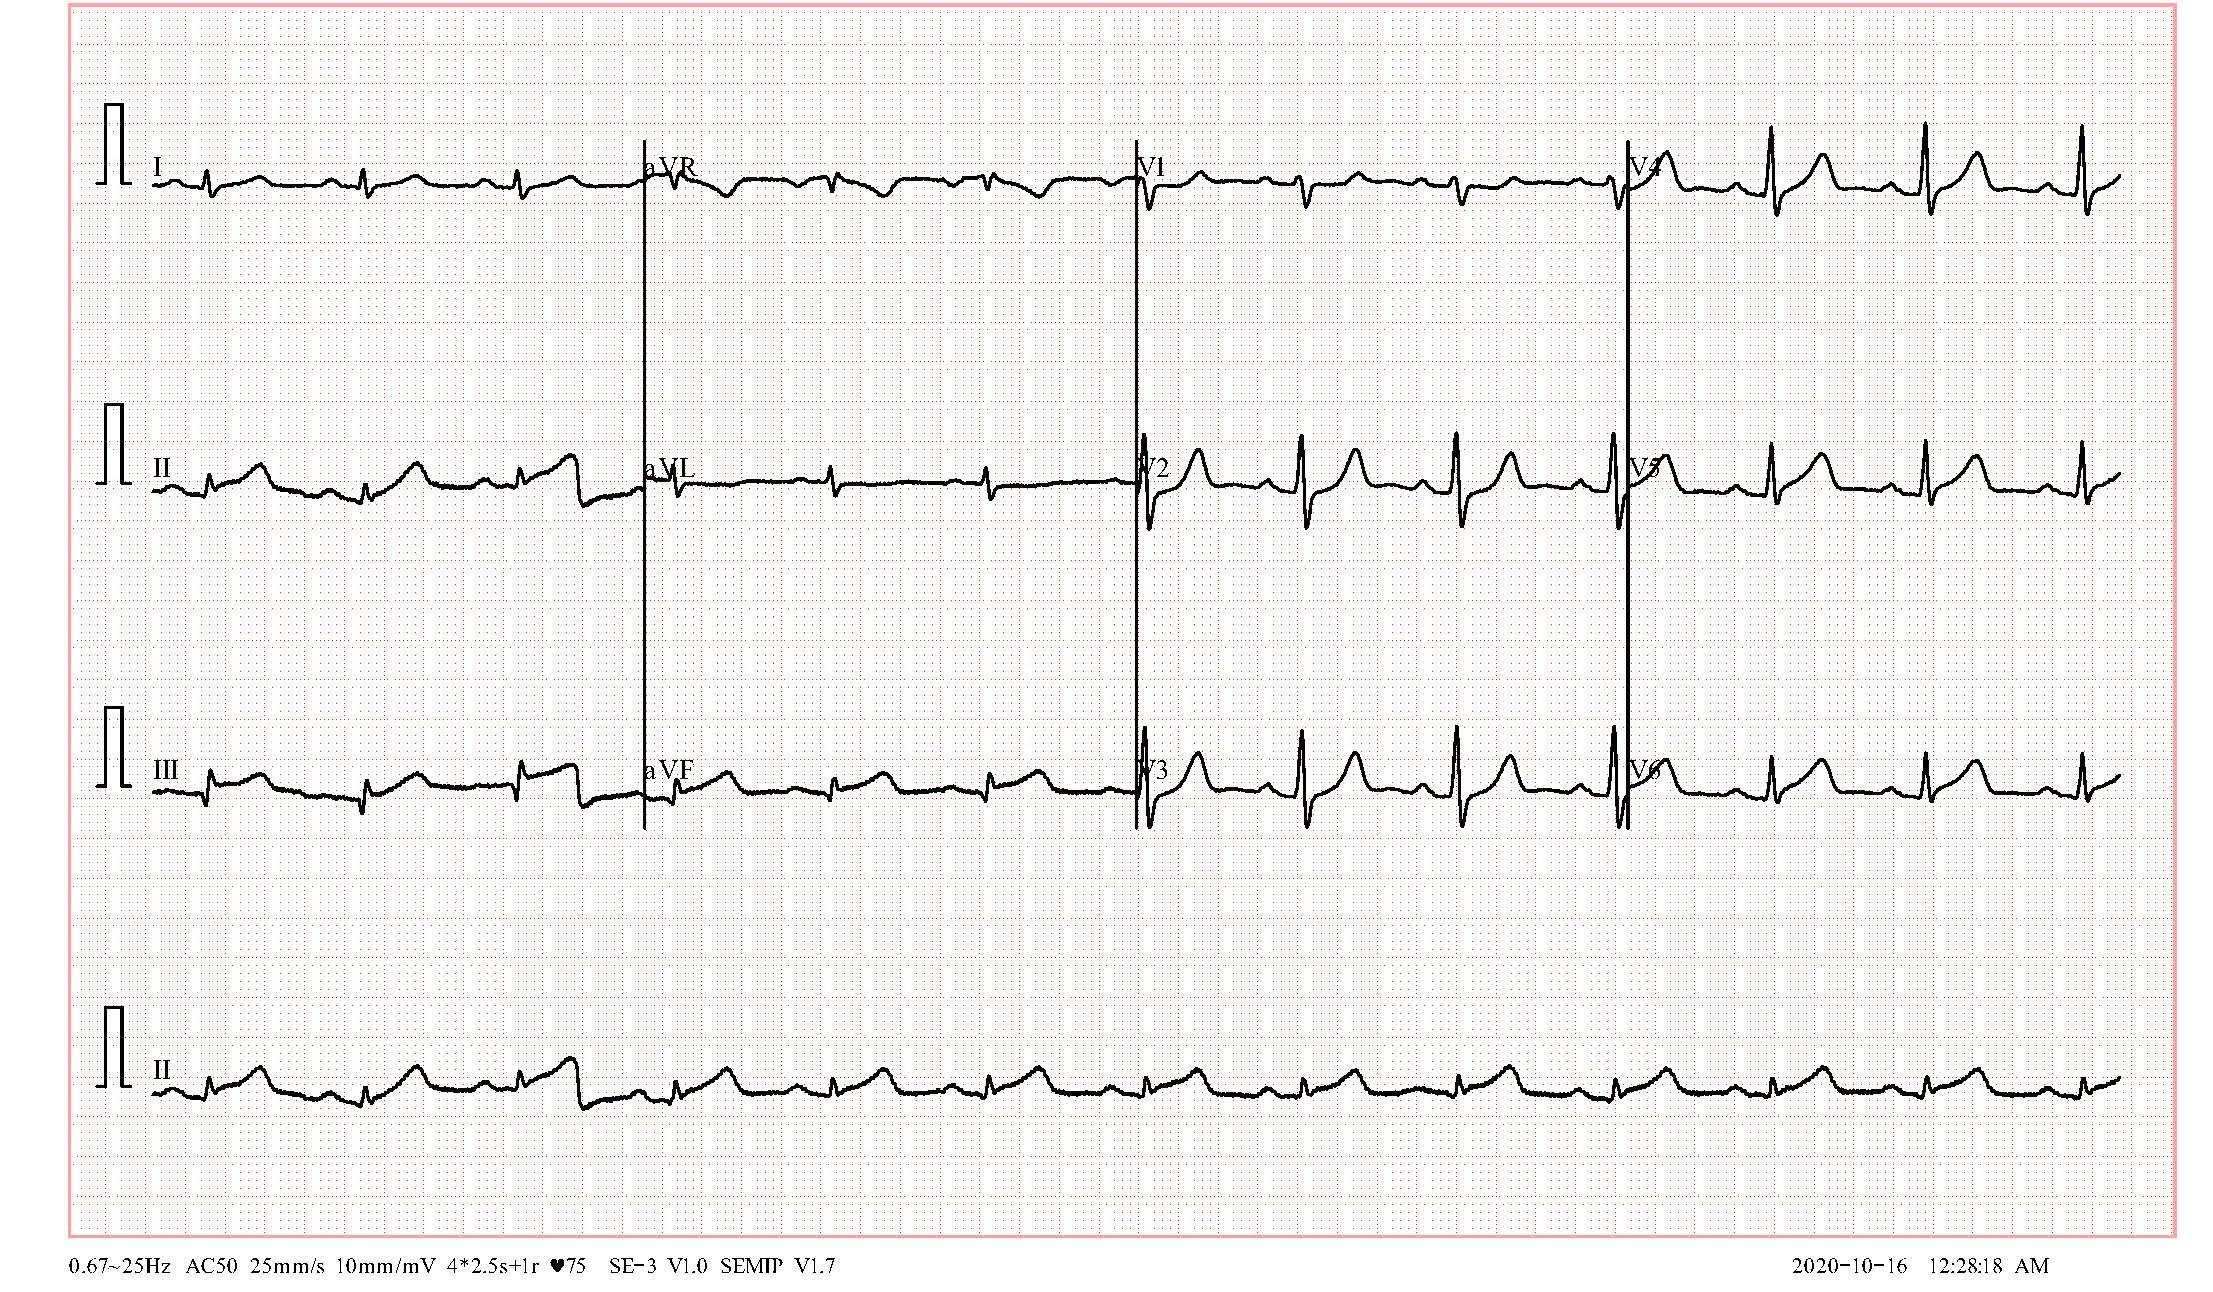 I aVR V1 V4
II aVL V2 V5
III aVF V3 V6
II
0.67~25Hz AC50 25mm/s 10mm/mV 4*2.5s+1r ♥75 SE-3 V1.0 SEMIP V1.7 2020-10-16 12:28:18 AM